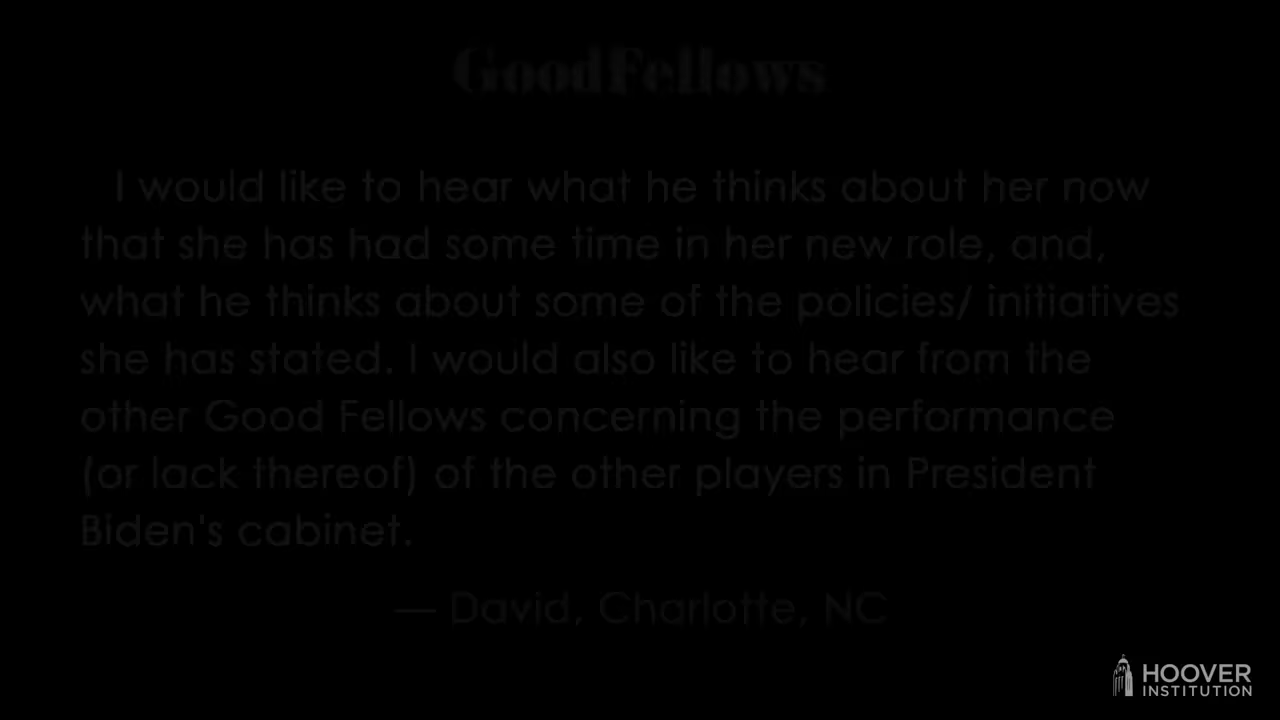 GoodFellows
I would like to hear what he thinks about her now
that she has had some time in her new role, and,
what he thinks about some of the policies/ initiatives
she has stated. I would also like to hear from the
other Good Fellows concerning the performance
(or lack thereof) of the other players in President
Biden's cabinet.
— David, Charlotte, NC
HOOVER
INSTITUTION